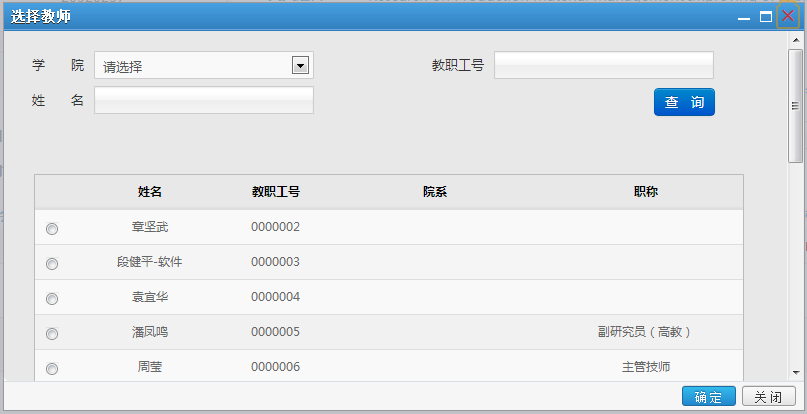 选择教师
学 院 请选择 教职工号
姓 名 查 询
姓名 教职工号 院系 职称
章坚武 0000002
段健平-软件 0000003
袁宜华 0000004
潘凤鸣 0000005 副研究员（高教）
周莹 0000006 主管技师
确定 关闭